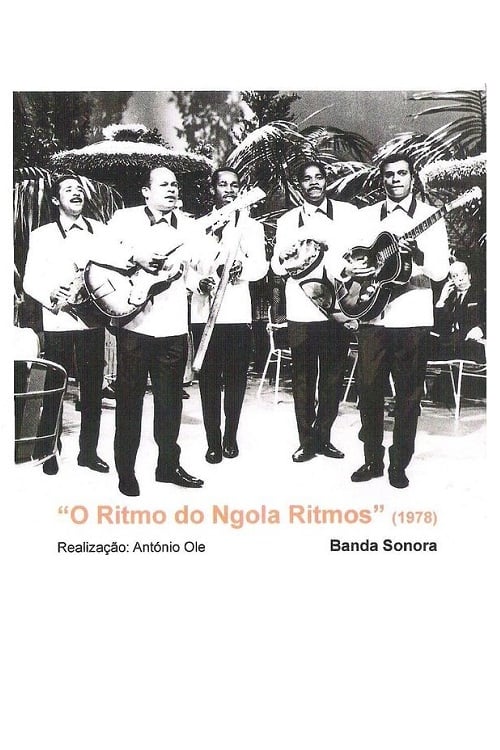 “O Ritmo do Ngola Ritmos” (1978)
Realização: António Ole
Banda Sonora